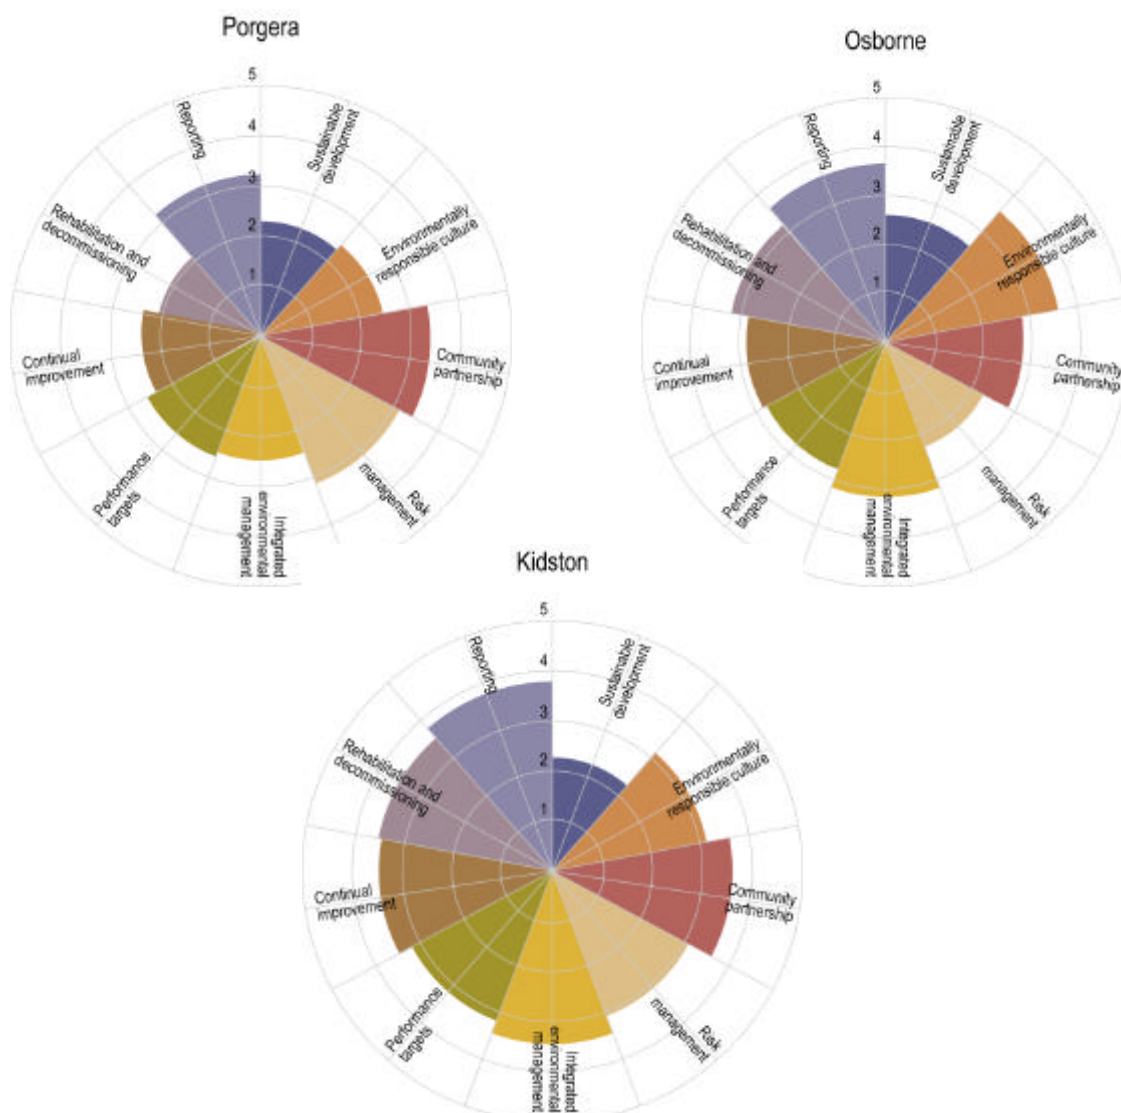 Porgera
5
4
3
2
1
Sustainable
development
Environmentally
responsible culture
Community
partnership
Risk
management
Integrated
environmental
management
Performance
targets
Continual
improvement
Rehabilitation and
decommissioning
Reporting
Osborne
5
4
3
2
1
Sustainable
development
Environmentally
responsible culture
Community
partnership
Risk
management
Integrated
environmental
management
Performance
targets
Continual
improvement
Rehabilitation and
decommissioning
Reporting
Kidston
5
4
3
2
1
Sustainable
development
Environmentally
responsible culture
Community
partnership
Risk
management
Integrated
environmental
management
Performance
targets
Continual
improvement
Rehabilitation and
decommissioning
Reporting